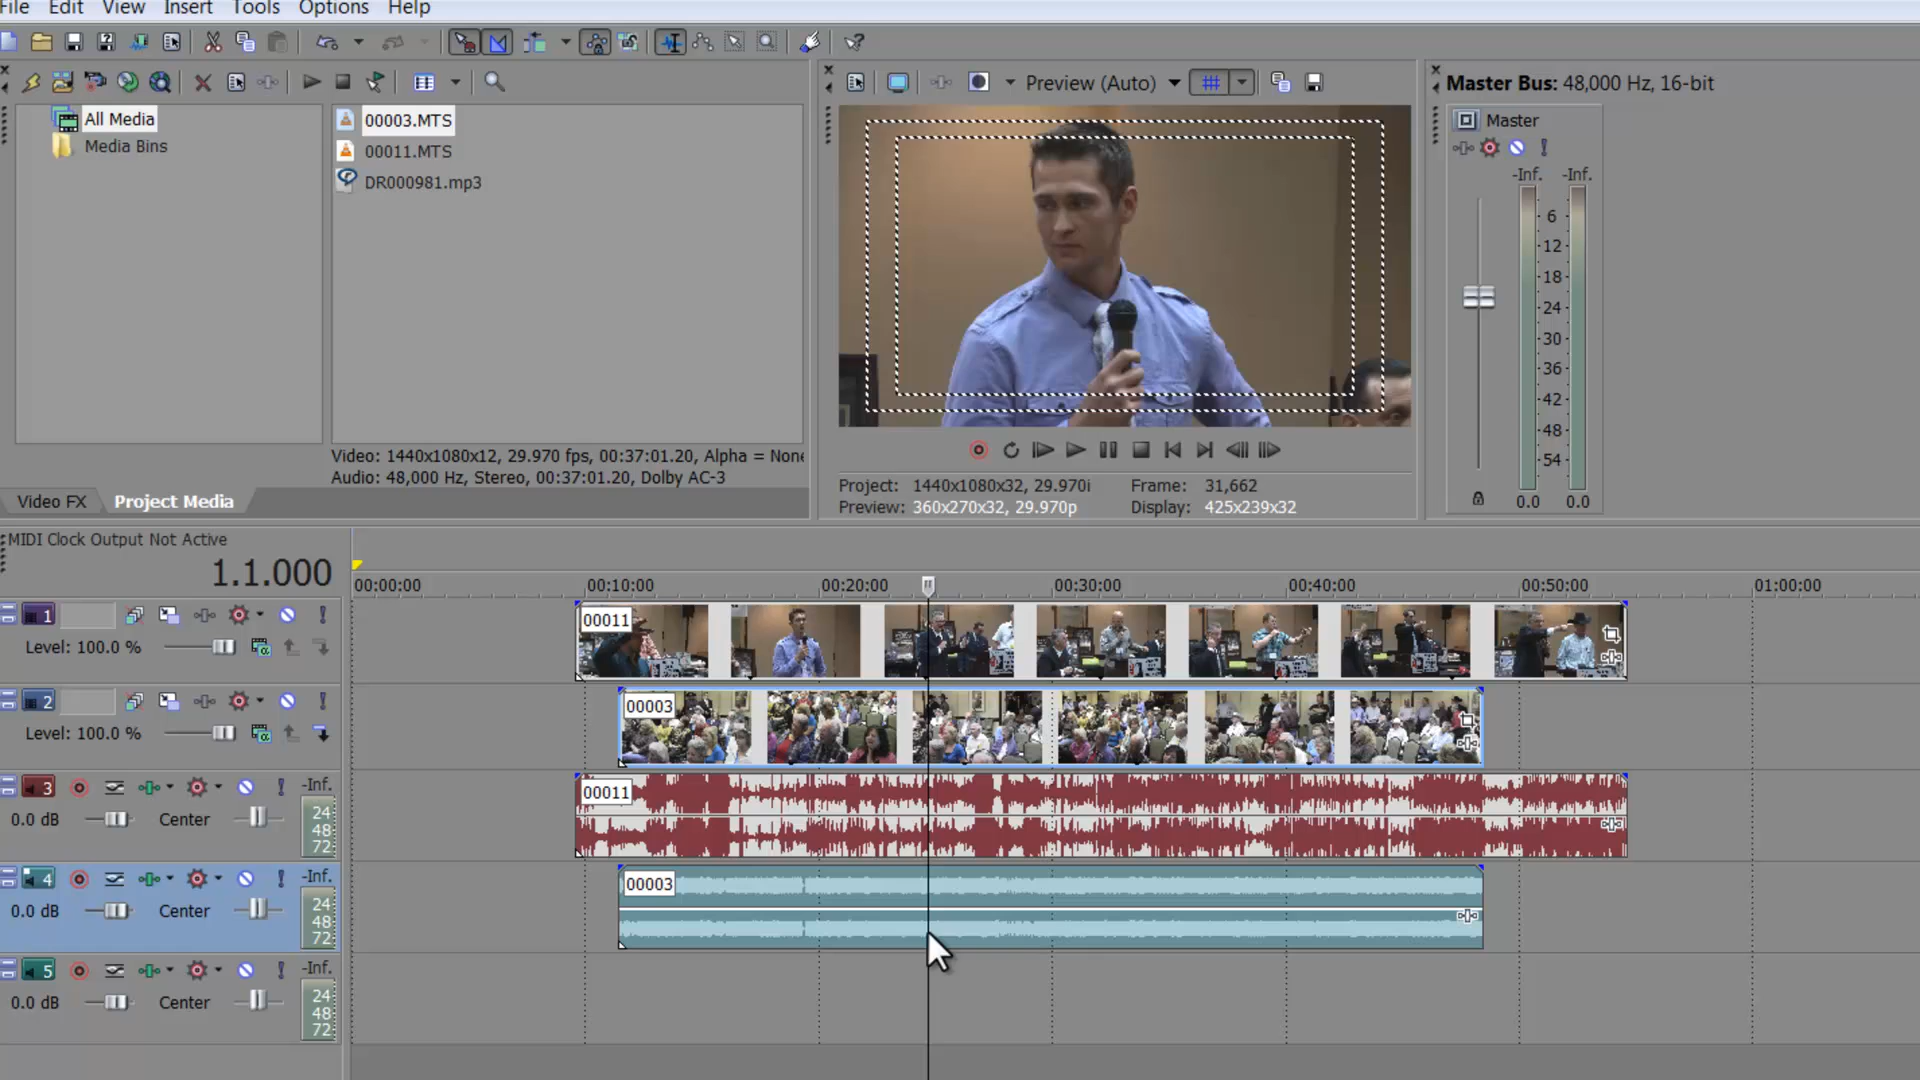 File Edit View Insert Tools Options Help
Preview (Auto)
Master Bus: 48,000 Hz, 16-bit
All Media
Media Bins
00003.MTS
00011.MTS
DR000981.mp3
Master
-Inf. -Inf.
6
12
18
24
30
36
42
48
54
0.0 0.0
Video: 1440x1080x12, 29.970 fps, 00:37:01.20, Alpha = None
Audio: 48,000 Hz, Stereo, 00:37:01.20, Dolby AC-3
Video FX Project Media
Project: 1440x1080x32, 29.970i Frame: 31,662
Preview: 360x270x32, 29.970p Display: 425x239x32
MIDI Clock Output Not Active
1.1.000
00:00:00 00:10:00 00:20:00 00:30:00 00:40:00 00:50:00 01:00:00
1
Level: 100.0 %
00011
2
Level: 100.0 %
00003
3 -Inf.
0.0 dB Center
24
48
72
00011
4 -Inf.
0.0 dB Center
24
48
72
00003
5 -Inf.
0.0 dB Center
24
48
72